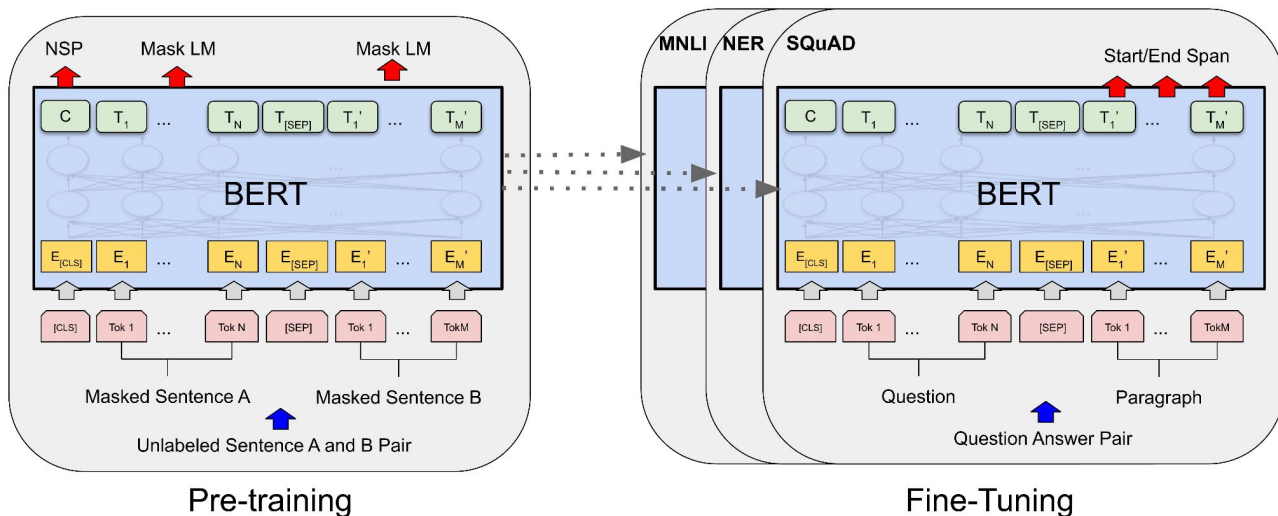 NSP Mask LM Mask LM
C T1 ... TN T[SEP] T1' ... TM'
...
BERT
...
E[CLS] E1 ... EN E[SEP] E1' ... EM'
[CLS] Tok 1 ... Tok N [SEP] Tok 1 ... TokM
Masked Sentence A Masked Sentence B
Unlabeled Sentence A and B Pair
Pre-training
MNLI NER SQuAD
Start/End Span
C T1 ... TN T[SEP] T1' ... TM'
...
BERT
...
E[CLS] E1 ... EN E[SEP] E1' ... EM'
[CLS] Tok 1 ... Tok N [SEP] Tok 1 ... TokM
Question Paragraph
Question Answer Pair
Fine-Tuning